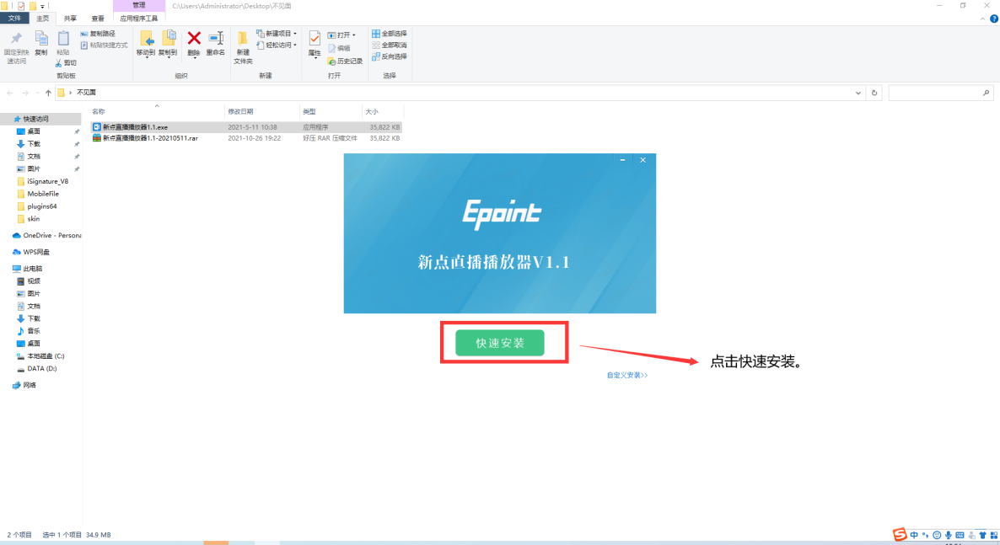 管理
C:\Users\Administrator\Desktop\不见面
文件 主页 共享 查看 应用程序工具
固定到快速访问
复制
粘贴
复制路径
粘贴快捷方式
剪切
剪贴板
移动到
复制到
删除
重命名
组织
新建文件夹
新建项目
轻松访问
新建
属性
打开
编辑
历史记录
打开
全部选择
全部取消
反向选择
选择
不见面
名称 修改日期 类型 大小
新点直播播放器1.1.exe 2021-5-11 10:38 应用程序 35,822 KB
新点直播播放器1.1-20210511.rar 2021-10-26 19:22 好压 RAR 压缩文件 35,822 KB
快速访问
桌面
下载
文档
图片
iSignature_V8
MobileFile
plugins64
skin
OneDrive - Persona
WPS网盘
此电脑
视频
图片
文档
下载
音乐
桌面
本地磁盘 (C:)
DATA (D:)
网络
Epoint
新点直播播放器V1.1
快速安装
点击快速安装。
自定义安装>>
2 个项目 选中 1 个项目 34.9 MB
中